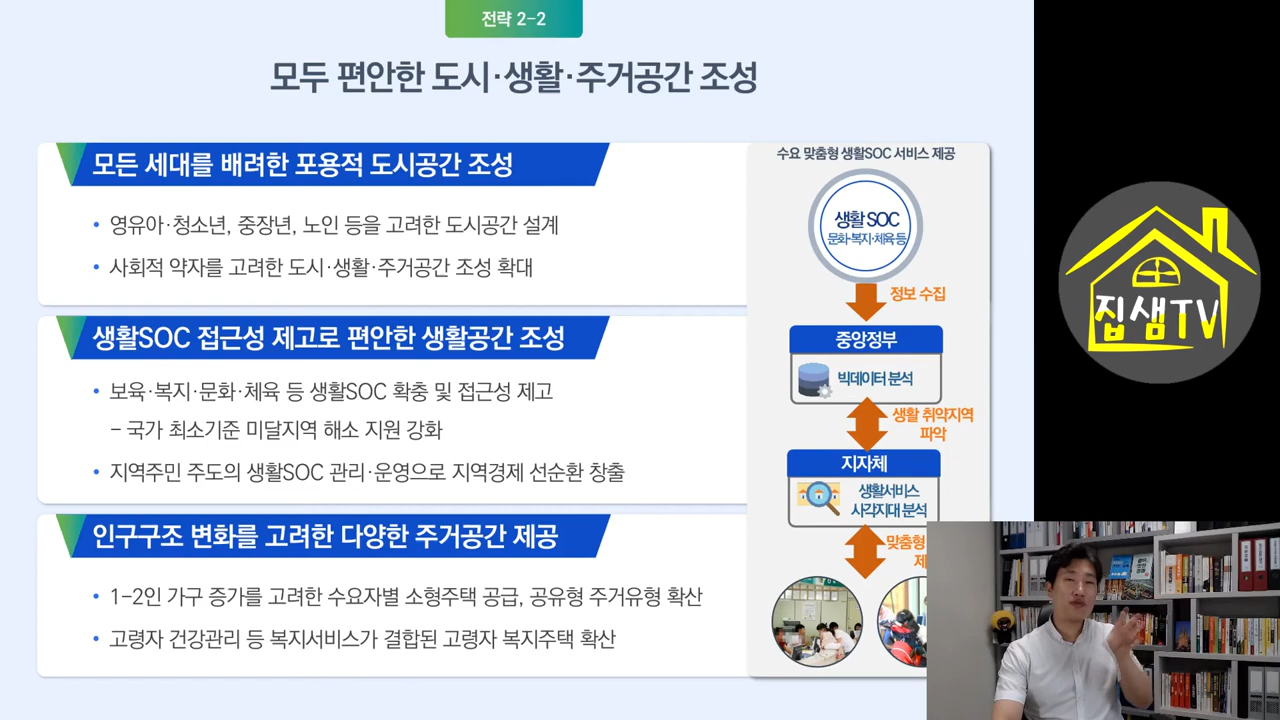 전략 2-2
모두 편안한 도시·생활·주거공간 조성
모든 세대를 배려한 포용적 도시공간 조성
• 영유아·청소년, 중장년, 노인 등을 고려한 도시공간 설계
• 사회적 약자를 고려한 도시·생활·주거공간 조성 확대
생활SOC 접근성 제고로 편안한 생활공간 조성
• 보육·복지·문화·체육 등 생활SOC 확충 및 접근성 제고
- 국가 최소기준 미달지역 해소 지원 강화
• 지역주민 주도의 생활SOC 관리·운영으로 지역경제 선순환 창출
인구구조 변화를 고려한 다양한 주거공간 제공
• 1-2인 가구 증가를 고려한 수요자별 소형주택 공급, 공유형 주거유형 확산
• 고령자 건강관리 등 복지서비스가 결합된 고령자 복지주택 확산
수요 맞춤형 생활SOC 서비스 제공
생활 SOC
문화·복지·체육 등
정보 수집
중앙정부
빅데이터 분석
생활 취약지역
파악
지자체
생활서비스
사각지대 분석
맞춤형
제
집샘TV